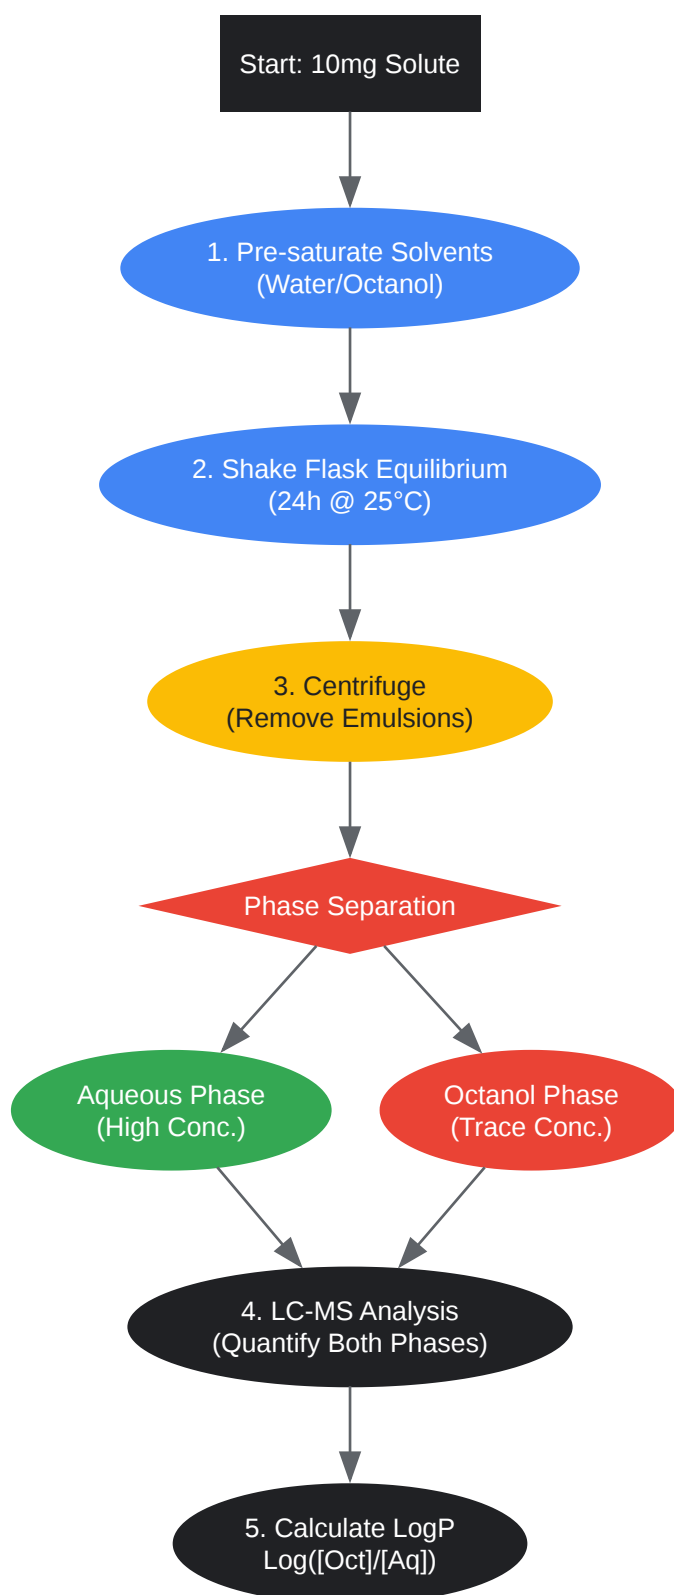 Start: 10mg Solute
1. Pre-saturate Solvents
(Water/Octanol)
2. Shake Flask Equilibrium
(24h @ 25°C)
3. Centrifuge
(Remove Emulsions)
Phase Separation
Aqueous Phase
(High Conc.)
Octanol Phase
(Trace Conc.)
4. LC-MS Analysis
(Quantify Both Phases)
5. Calculate LogP
Log([Oct]/[Aq])